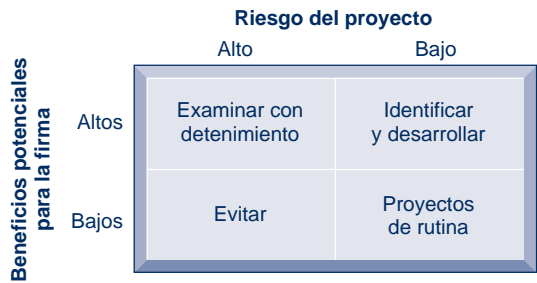 Riesgo del proyecto
Alto
Bajo
Beneficios potenciales
para la firma
Altos
Examinar con
detenimiento
Identificar
y desarrollar
Bajos
Evitar
Proyectos
de rutina